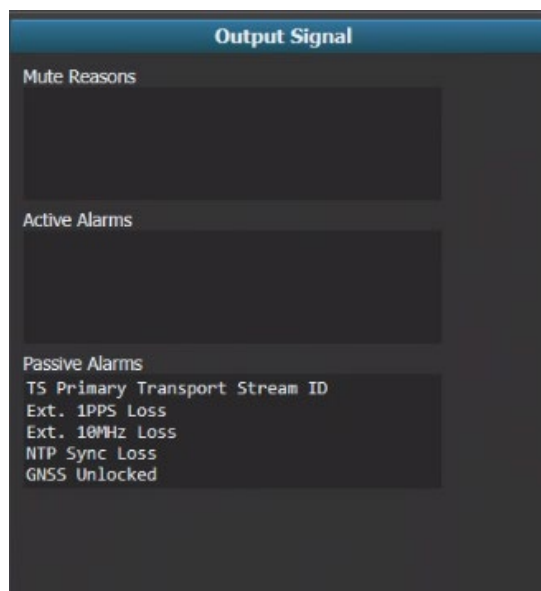 Output Signal
Mute Reasons
Active Alarms
Passive Alarms
TS Primary Transport Stream ID
Ext. 1PPS Loss
Ext. 10MHz Loss
NTP Sync Loss
GNSS Unlocked